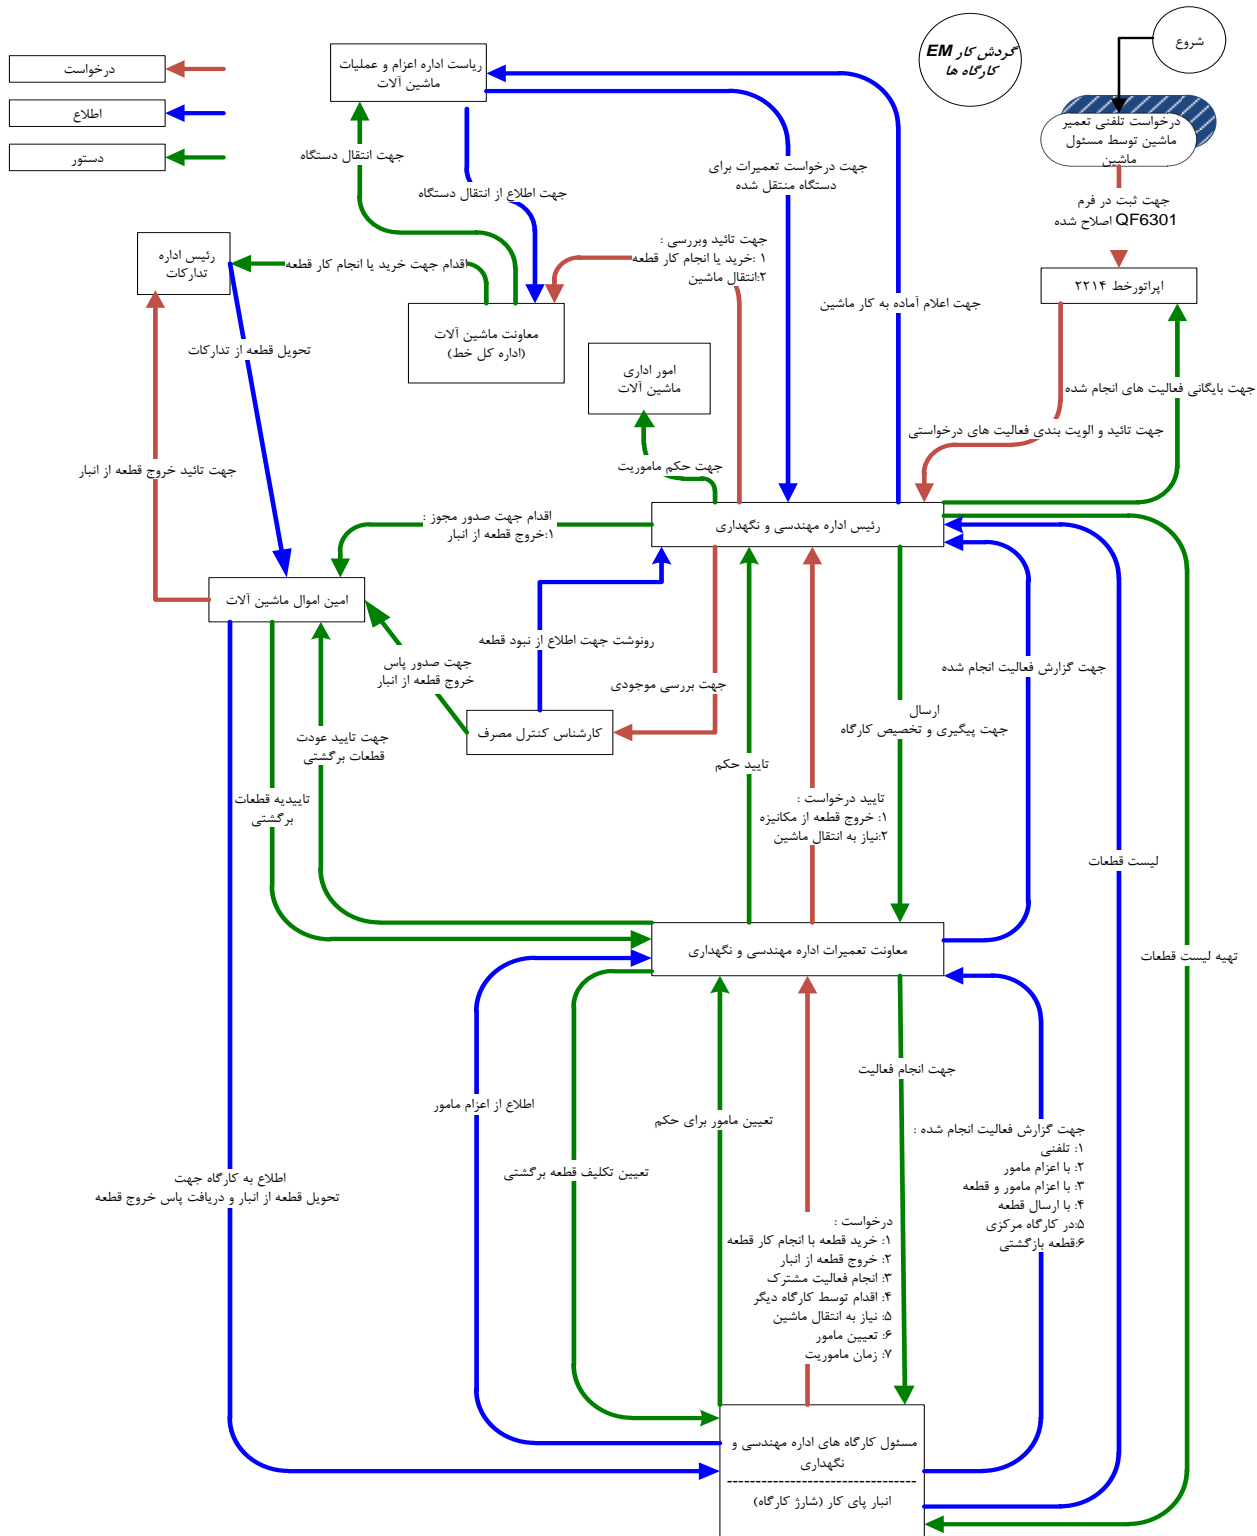 شروع
گردش کار EM
کارگاه ها
درخواست
اطلاع
دستور
ریاست اداره اعزام و عملیات
ماشین آلات
درخواست تلفنی تعمیر
ماشین توسط مسئول
ماشین
جهت ثبت در فرم
QF6301 اصلاح شده
جهت انتقال دستگاه
جهت درخواست تعمیرات برای
دستگاه منتقل شده
جهت اطلاع از انتقال دستگاه
جهت تائید وبررسی :
۱ :خرید یا انجام کار قطعه
۲:انتقال ماشین
رئیس اداره
تدارکات
اقدام جهت خرید یا انجام کار قطعه
اپراتورخط ۲۲۱۴
جهت اعلام آماده به کار ماشین
معاونت ماشین آلات
(اداره کل خط)
تحویل قطعه از تدارکات
امور اداری
ماشین آلات
جهت بایگانی فعالیت های انجام شده
جهت تائید و الویت بندی فعالیت های درخواستی
جهت حکم ماموریت
جهت تائید خروج قطعه از انبار
رئیس اداره مهندسی و نگهداری
اقدام جهت صدور مجوز :
۱:خروج قطعه از انبار
امین اموال ماشین آلات
رونوشت جهت اطلاع از نبود قطعه
جهت صدور پاس
خروج قطعه از انبار
جهت بررسی موجودی
جهت گزارش فعالیت انجام شده
کارشناس کنترل مصرف
ارسال
جهت پیگیری و تخصیص کارگاه
جهت تایید عودت
قطعات برگشتی
تایید حکم
تاییدیه قطعات
برگشتی
تایید درخواست :
۱: خروج قطعه از مکانیزه
۲:نیاز به انتقال ماشین
لیست قطعات
معاونت تعمیرات اداره مهندسی و نگهداری
تهیه لیست قطعات
جهت انجام فعالیت
اطلاع از اعزام مامور
تعیین مامور برای حکم
جهت گزارش فعالیت انجام شده :
۱: تلفنی
۲: با اعزام مامور
۳: با اعزام مامور و قطعه
۴: با ارسال قطعه
۵:در کارگاه مرکزی
۶:قطعه بازگشتی
تعیین تکلیف قطعه برگشتی
اطلاع به کارگاه جهت
تحویل قطعه از انبار و دریافت پاس خروج قطعه
درخواست :
۱: خرید قطعه با انجام کار قطعه
۲: خروج قطعه از انبار
۳: انجام فعالیت مشترک
۴: اقدام توسط کارگاه دیگر
۵: نیاز به انتقال ماشین
۶: تعیین مامور
۷: زمان ماموریت
مسئول کارگاه های اداره مهندسی و
نگهداری
--------------------------------
انبار پای کار (شارژ کارگاه)